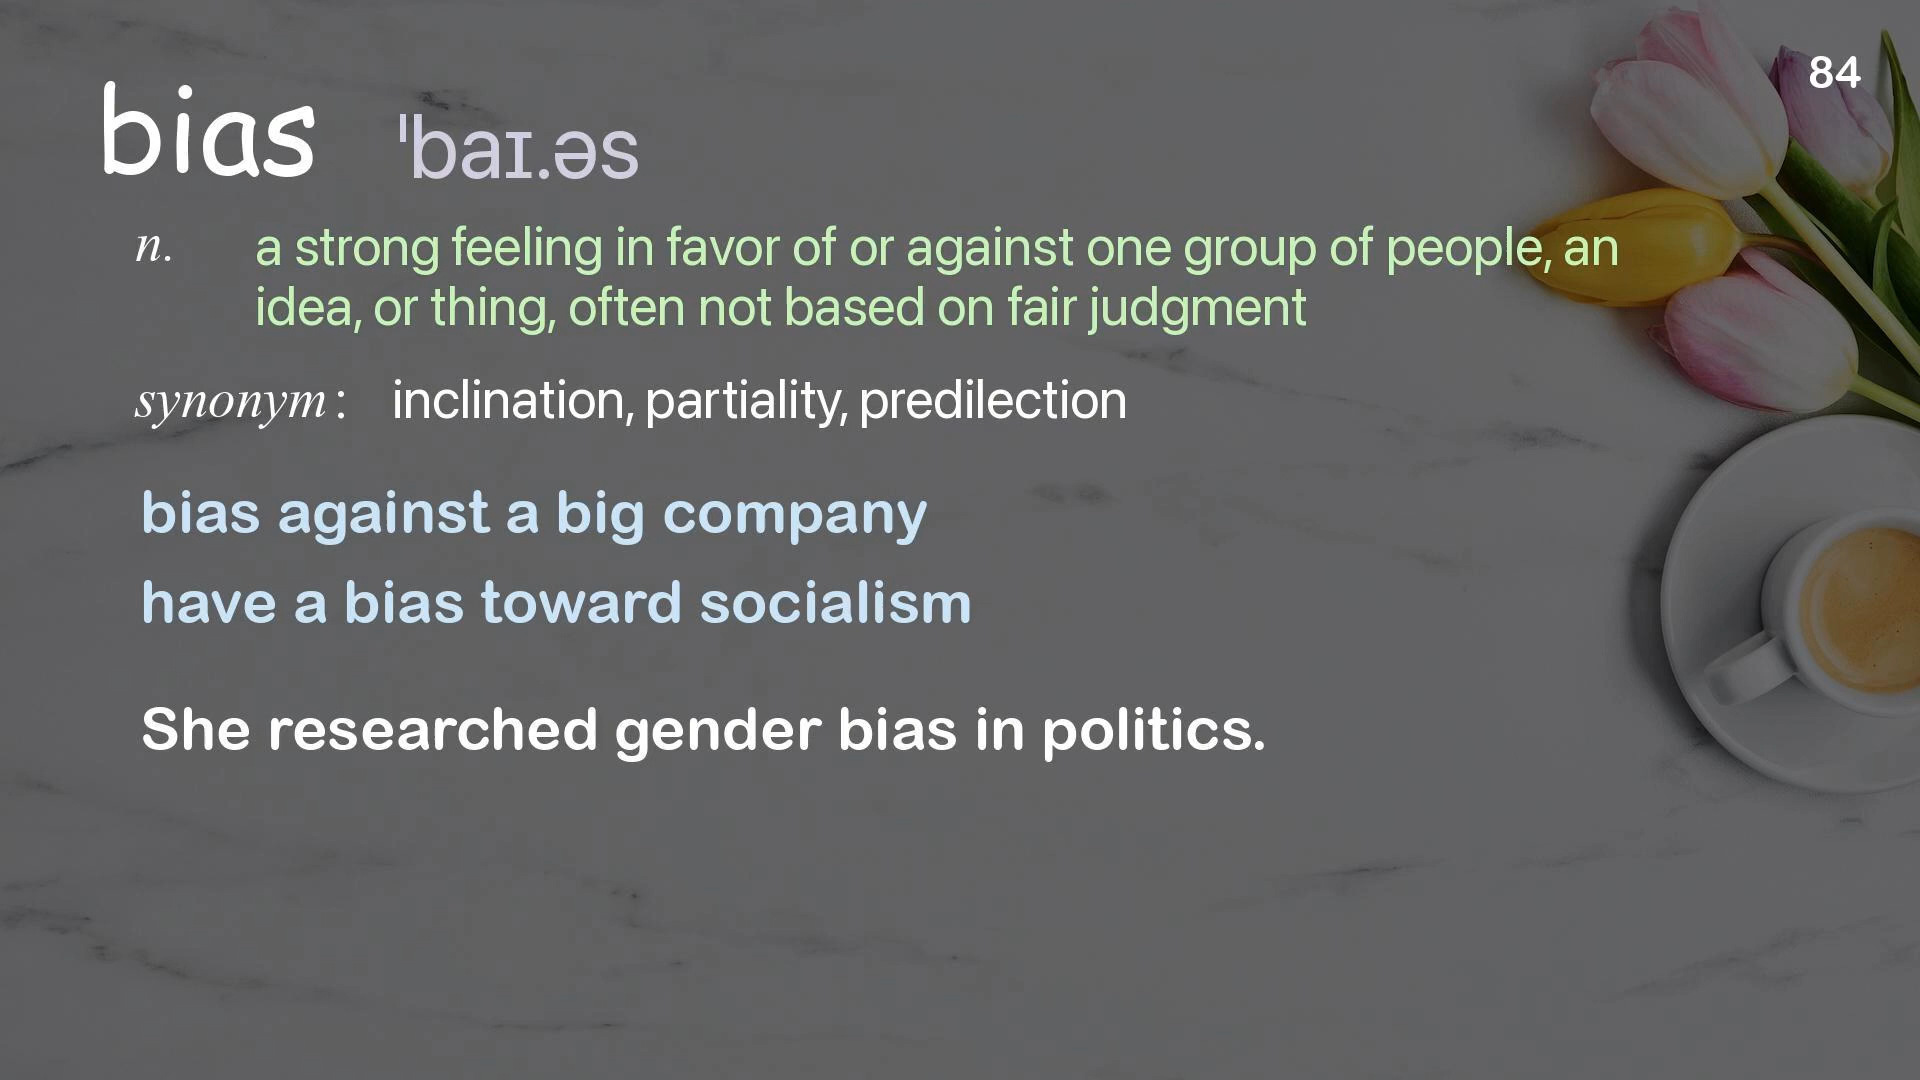 84
bias ˈbaɪ.əs
n. a strong feeling in favor of or against one group of people, an
idea, or thing, often not based on fair judgment
synonym : inclination, partiality, predilection
bias against a big company
have a bias toward socialism
She researched gender bias in politics.